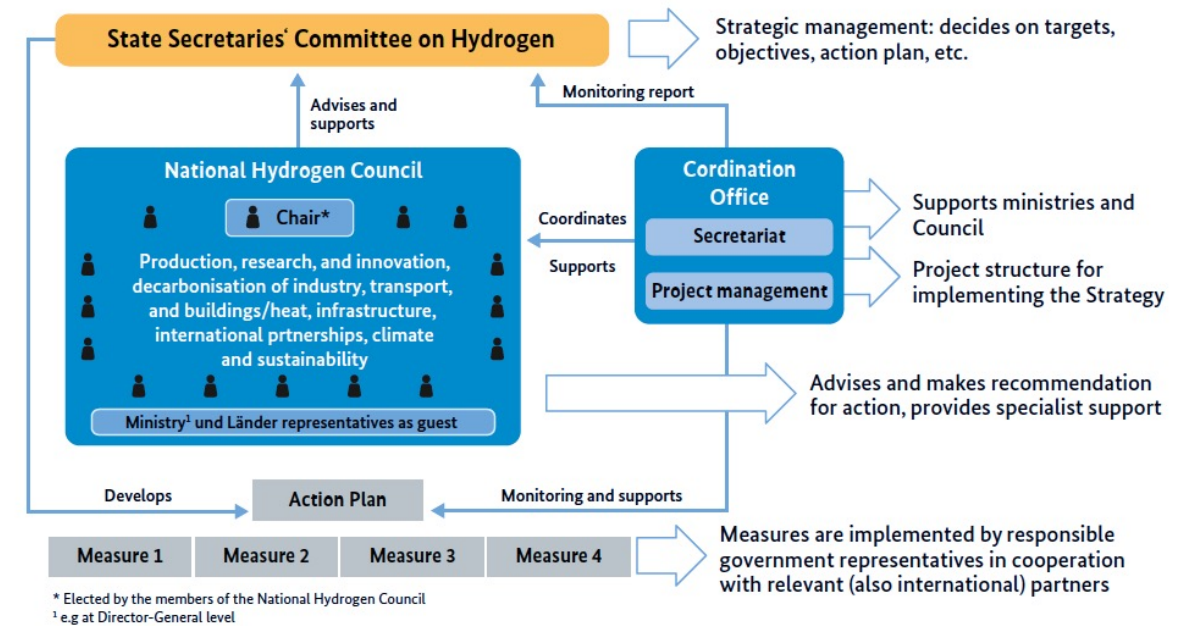 State Secretaries‘ Committee on Hydrogen
Strategic management: decides on targets,
objectives, action plan, etc.
Advises and
supports
Monitoring report
National Hydrogen Council
Chair*
Production, research, and innovation,
decarbonisation of industry, transport,
and buildings/heat, infrastructure,
international prtnerships, climate
and sustainability
Ministry¹ und Länder representatives as guest
Coordinates
Supports
Cordination
Office
Secretariat
Project management
Supports ministries and
Council
Project structure for
implementing the Strategy
Advises and makes recommendation
for action, provides specialist support
Develops
Action Plan
Monitoring and supports
Measure 1
Measure 2
Measure 3
Measure 4
Measures are implemented by responsible
government representatives in cooperation
with relevant (also international) partners
* Elected by the members of the National Hydrogen Council
¹ e.g at Director-General level